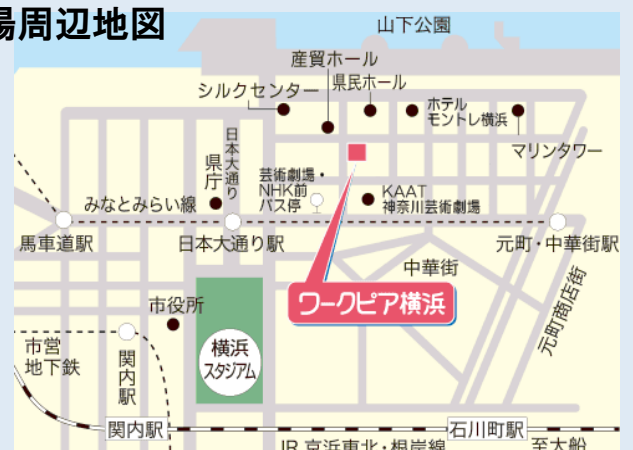 場周辺地図
山下公園
産貿ホール
県民ホール
シルクセンター
ホテル
モントレ横浜
マリンタワー
日本大通り
県庁
芸術劇場・
NHK前
バス停
KAAT
神奈川芸術劇場
みなとみらい線
馬車道駅
日本大通り駅
元町・中華街駅
中華街
ワークピア横浜
元町商店街
市役所
横浜
スタジアム
市営
地下鉄
関内駅
関内駅
石川町駅
JR 京浜東北・根岸線
至大船